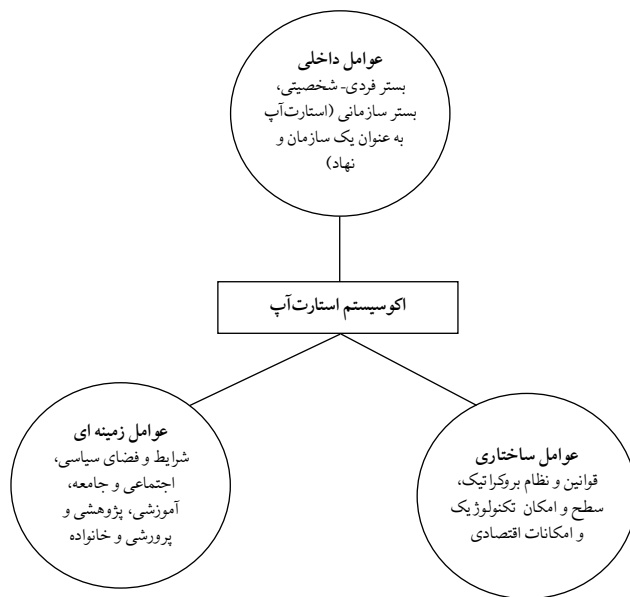 عوامل داخلی
بستر فردی- شخصیتی،
بستر سازمانی (استارت‌آپ
به عنوان یک سازمان و
نهاد)
اکوسیستم استارت‌آپ
عوامل زمینه ای
شرایط و فضای سیاسی،
اجتماعی و جامعه،
آموزشی، پژوهشی و
پرورشی و خانواده
عوامل ساختاری
قوانین و نظام بروکراتیک،
سطح و امکان تکنولوژیک
و امکانات اقتصادی